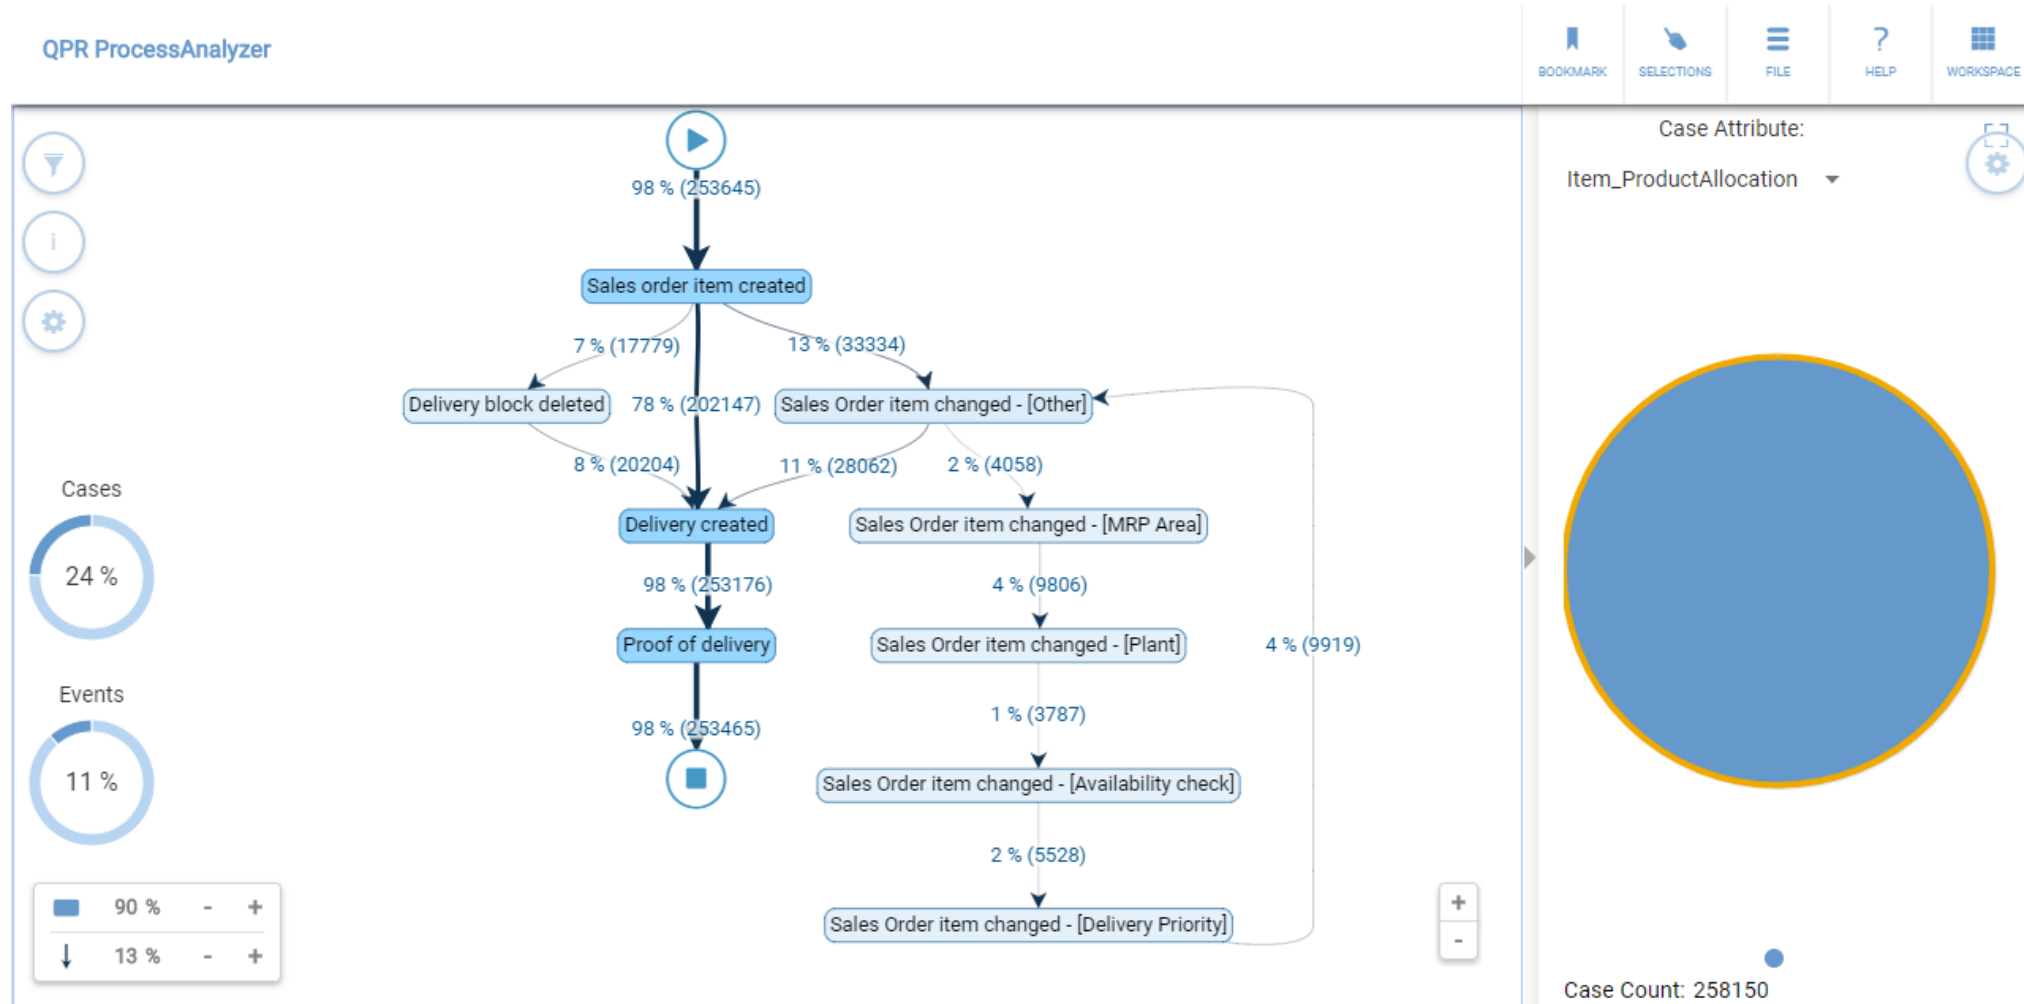 QPR ProcessAnalyzer
BOOKMARK
SELECTIONS
FILE
?
HELP
WORKSPACE
Case Attribute:
Item_ProductAllocation
i
98 % (253645)
Sales order item created
7 % (17779)
13 % (33334)
Delivery block deleted
78 % (202147)
Sales Order item changed - [Other]
8 % (20204)
11 % (28062)
2 % (4058)
Delivery created
Sales Order item changed - [MRP Area]
98 % (253176)
4 % (9806)
Proof of delivery
Sales Order item changed - [Plant]
4 % (9919)
98 % (253465)
1 % (3787)
Sales Order item changed - [Availability check]
2 % (5528)
Sales Order item changed - [Delivery Priority]
Cases
24 %
Events
11 %
90 % - +
13 % - +
+
-
Case Count: 258150